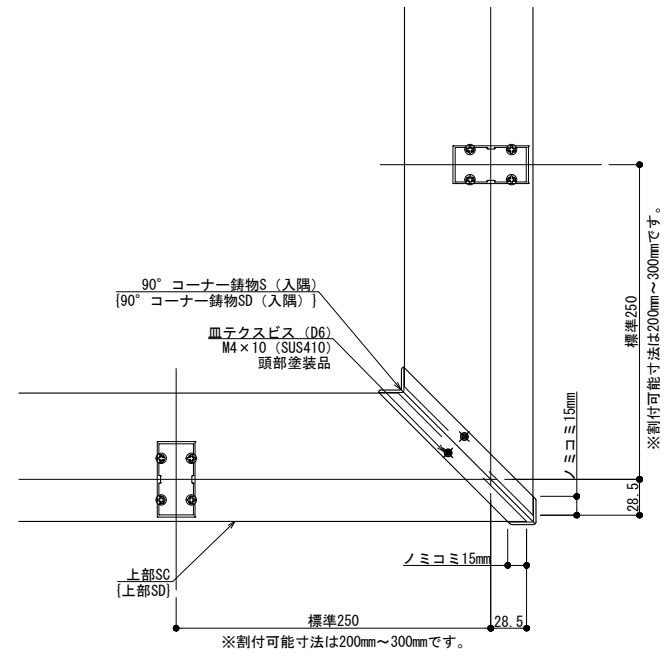 90° コーナー鋳物S（入隅）
{90° コーナー鋳物SD（入隅）}
皿テクスビス（D6）
M4×10（SUS410）
頭部塗装品
標準250
※割付可能寸法は200mm～300mmです。
ノミコミ15mm
28.5
ノミコミ15mm
上部SC
{上部SD}
標準250
28.5
※割付可能寸法は200mm～300mmです。